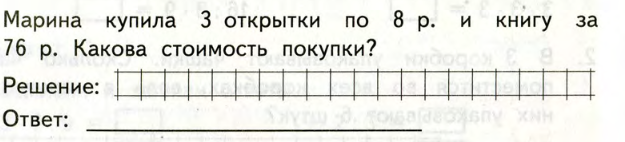 Марина купила 3 открытки по 8 р. и книгу за
76 р. Какова стоимость покупки?
Решение:
Ответ: